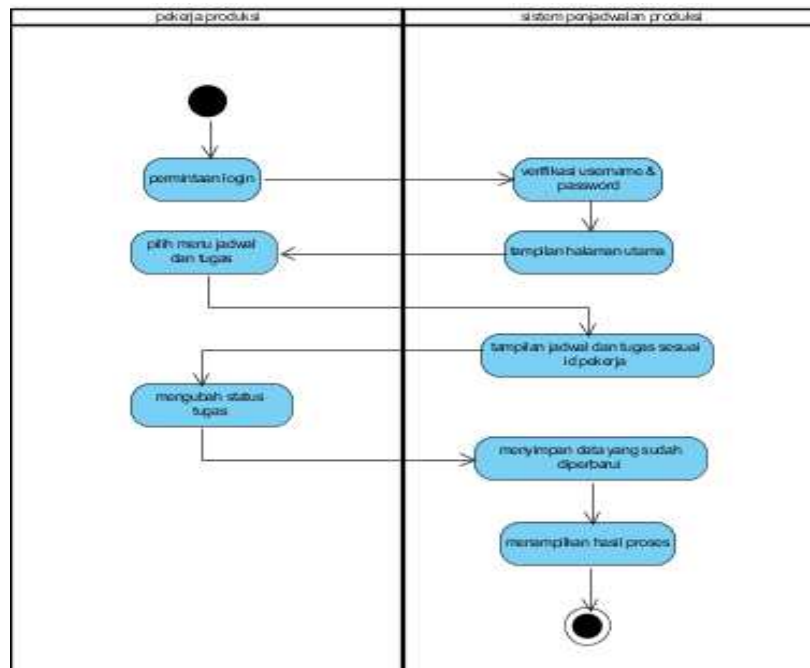 pekerja produksi
sistem penjadwalan produksi
permintaan login
verifikasi username &
password
pilih menu jadwal
dan tugas
tampilan halaman utama
tampilan jadwal dan tugas sesuai
id pekerja
mengubah status
tugas
menyimpan data yang sudah
diperbarui
menampilkan hasil proses